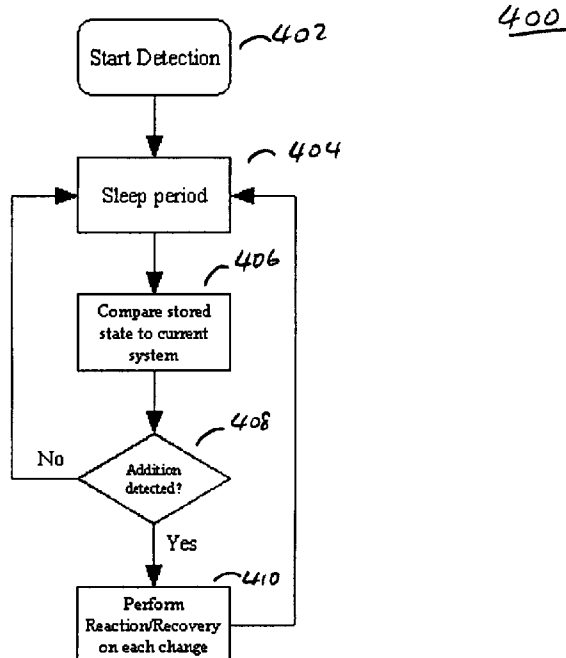 400
Start Detection
402
404
Sleep period
406
Compare stored
state to current
system
408
No
Addition
detected?
Yes
410
Perform
Reaction/Recovery
on each change